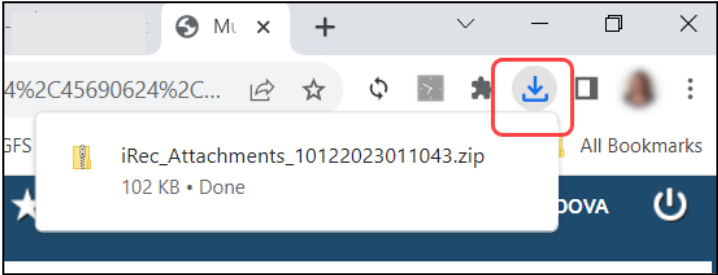 Mu
4%2C45690624%2C...
GFS
All Bookmarks
iRec_Attachments_10122023011043.zip
102 KB • Done
DOVA